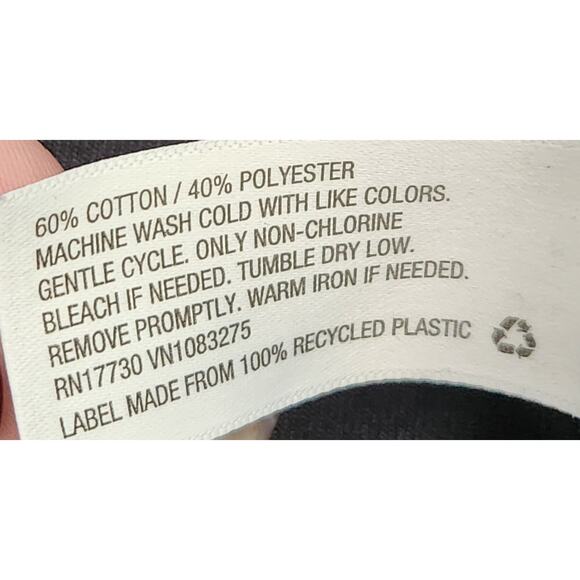 60% COTTON / 40% POLYESTER
MACHINE WASH COLD WITH LIKE COLORS.
GENTLE CYCLE. ONLY NON-CHLORINE
BLEACH IF NEEDED. TUMBLE DRY LOW.
REMOVE PROMPTLY. WARM IRON IF NEEDED.
RN17730 VN1083275
LABEL MADE FROM 100% RECYCLED PLASTIC